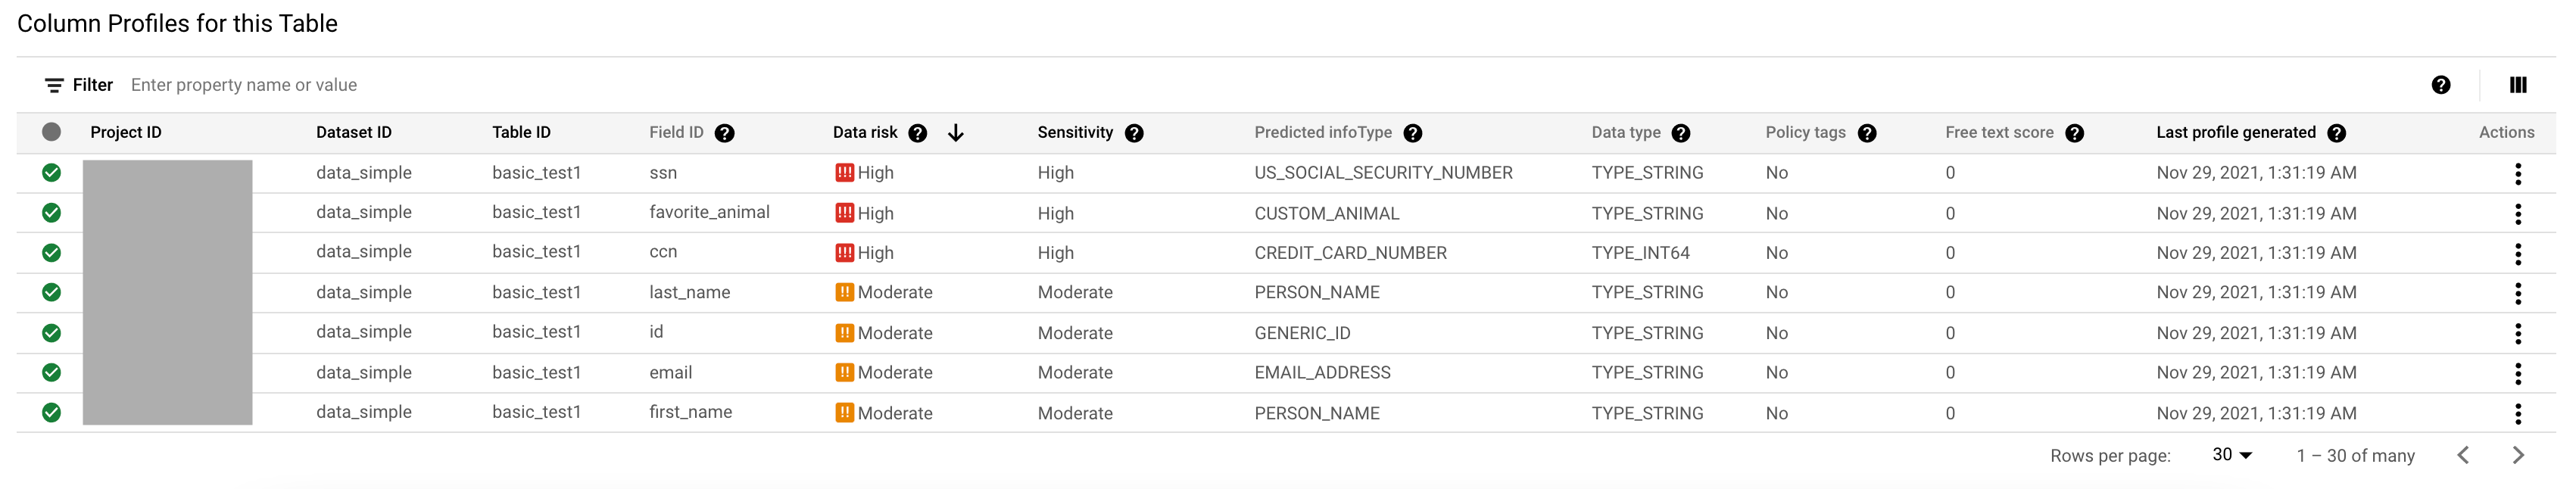 Column Profiles for this Table
Filter Enter property name or value
Project ID Dataset ID Table ID Field ID Data risk Sensitivity Predicted infoType Data type Policy tags Free text score Last profile generated Actions
data_simple basic_test1 ssn High High US_SOCIAL_SECURITY_NUMBER TYPE_STRING No 0 Nov 29, 2021, 1:31:19 AM
data_simple basic_test1 favorite_animal High High CUSTOM_ANIMAL TYPE_STRING No 0 Nov 29, 2021, 1:31:19 AM
data_simple basic_test1 ccn High High CREDIT_CARD_NUMBER TYPE_INT64 No 0 Nov 29, 2021, 1:31:19 AM
data_simple basic_test1 last_name Moderate Moderate PERSON_NAME TYPE_STRING No 0 Nov 29, 2021, 1:31:19 AM
data_simple basic_test1 id Moderate Moderate GENERIC_ID TYPE_STRING No 0 Nov 29, 2021, 1:31:19 AM
data_simple basic_test1 email Moderate Moderate EMAIL_ADDRESS TYPE_STRING No 0 Nov 29, 2021, 1:31:19 AM
data_simple basic_test1 first_name Moderate Moderate PERSON_NAME TYPE_STRING No 0 Nov 29, 2021, 1:31:19 AM
Rows per page: 30 1 – 30 of many